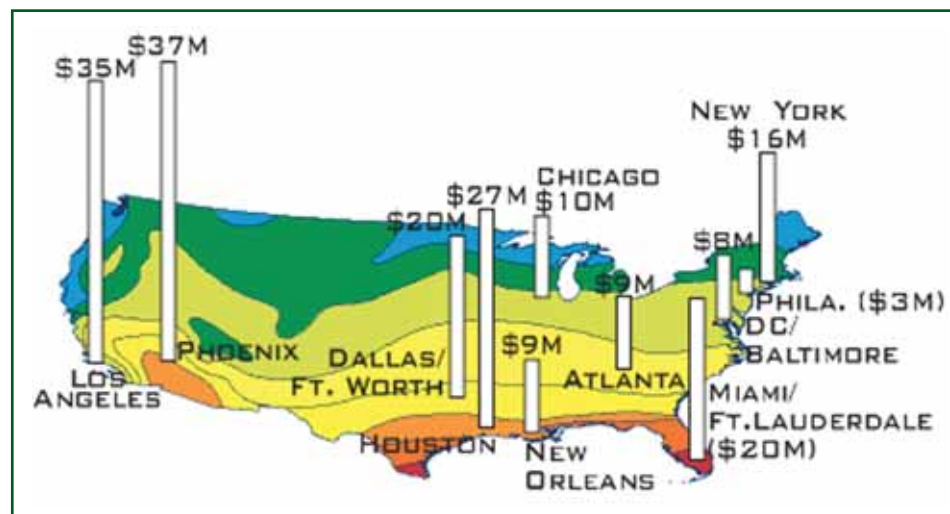 $37M
$35M
NEW YORK
$16M
CHICAGO
$10M
$27M
$20M
$8M
$9M
PHILA. ($3M)
DC/
BALTIMORE
PHOENIX
LOS
ANGELES
DALLAS/
FT. WORTH
$9M
ATLANTA
MIAMI/
FT.LAUDERDALE
($20M)
HOUSTON
NEW
ORLEANS